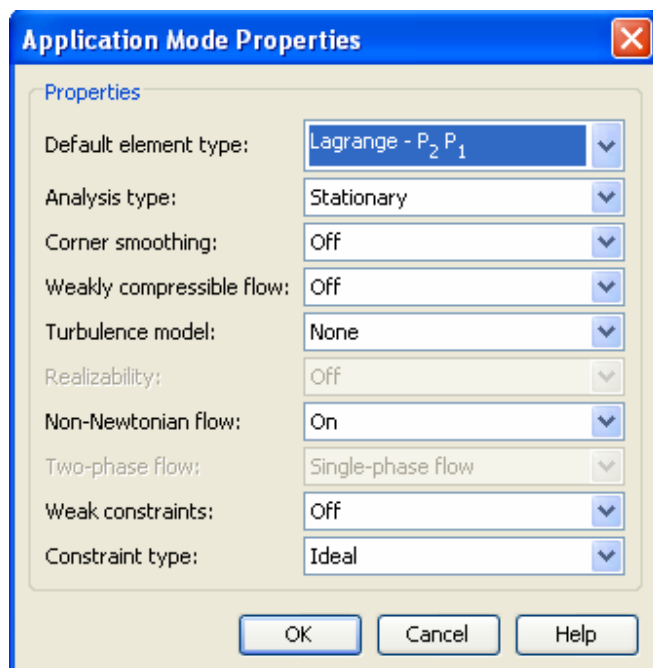 Application Mode Properties
Properties
Default element type: Lagrange - P₂ P₁
Analysis type: Stationary
Corner smoothing: Off
Weakly compressible flow: Off
Turbulence model: None
Realizability: Off
Non-Newtonian flow: On
Two-phase flow: Single-phase flow
Weak constraints: Off
Constraint type: Ideal
OK Cancel Help